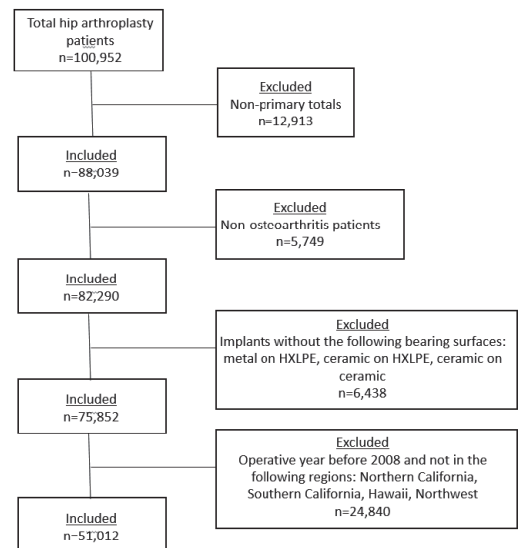 Total hip arthroplasty
patients
n=100,952
Excluded
Non-primary totals
n=12,913
Included
n=88,039
Excluded
Non-osteoarthritis patients
n=5,749
Included
n=82,290
Excluded
Implants without the following bearing surfaces:
metal on HXLPE, ceramic on HXLPE, ceramic on
ceramic
n=6,438
Included
n=75,852
Excluded
Operative year before 2008 and not in the
following regions: Northern California,
Southern California, Hawaii, Northwest
n=24,840
Included
n=51,012